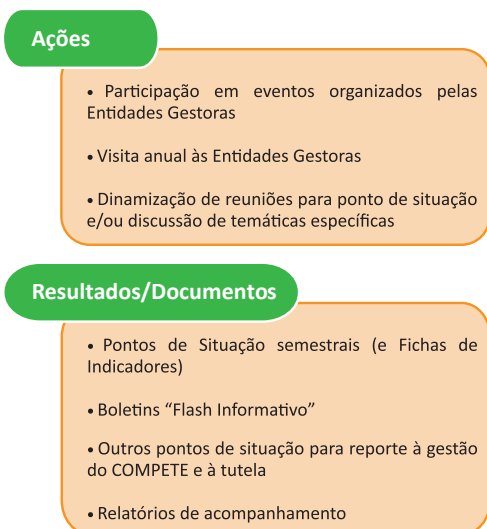 Ações
• Participação em eventos organizados pelas
Entidades Gestoras
• Visita anual às Entidades Gestoras
• Dinamização de reuniões para ponto de situação
e/ou discussão de temáticas específicas
Resultados/Documentos
• Pontos de Situação semestrais (e Fichas de
Indicadores)
• Boletins “Flash Informativo”
• Outros pontos de situação para reporte à gestão
do COMPETE e à tutela
• Relatórios de acompanhamento